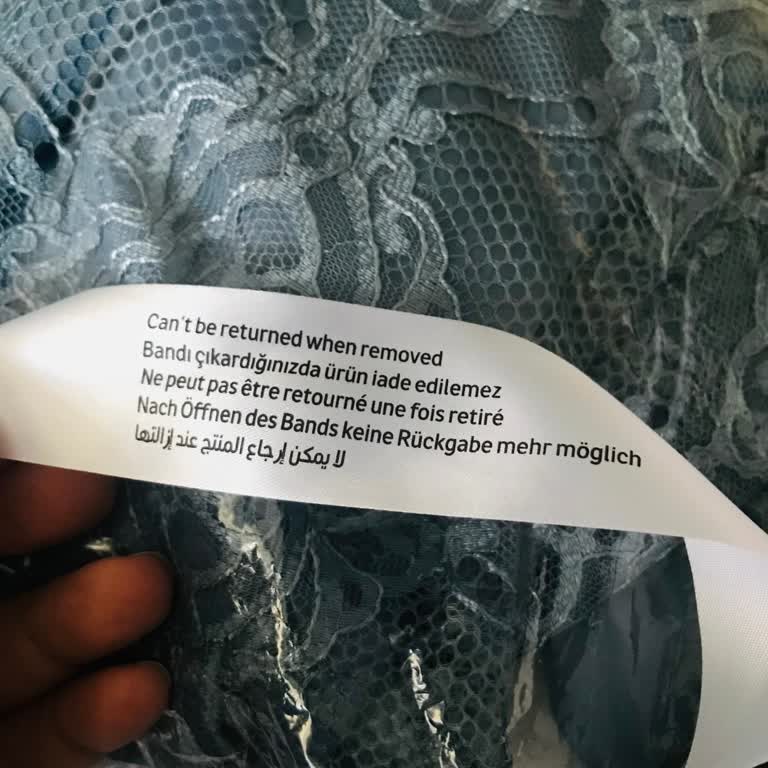 Can't be returned when removed
Bandı çıkardığınızda ürün iade edilemez
Ne peut pas être retourné une fois retiré
Nach Öffnen des Bands keine Rückgabe mehr möglich
لا يمكن إرجاع المنتج عند إزالتها